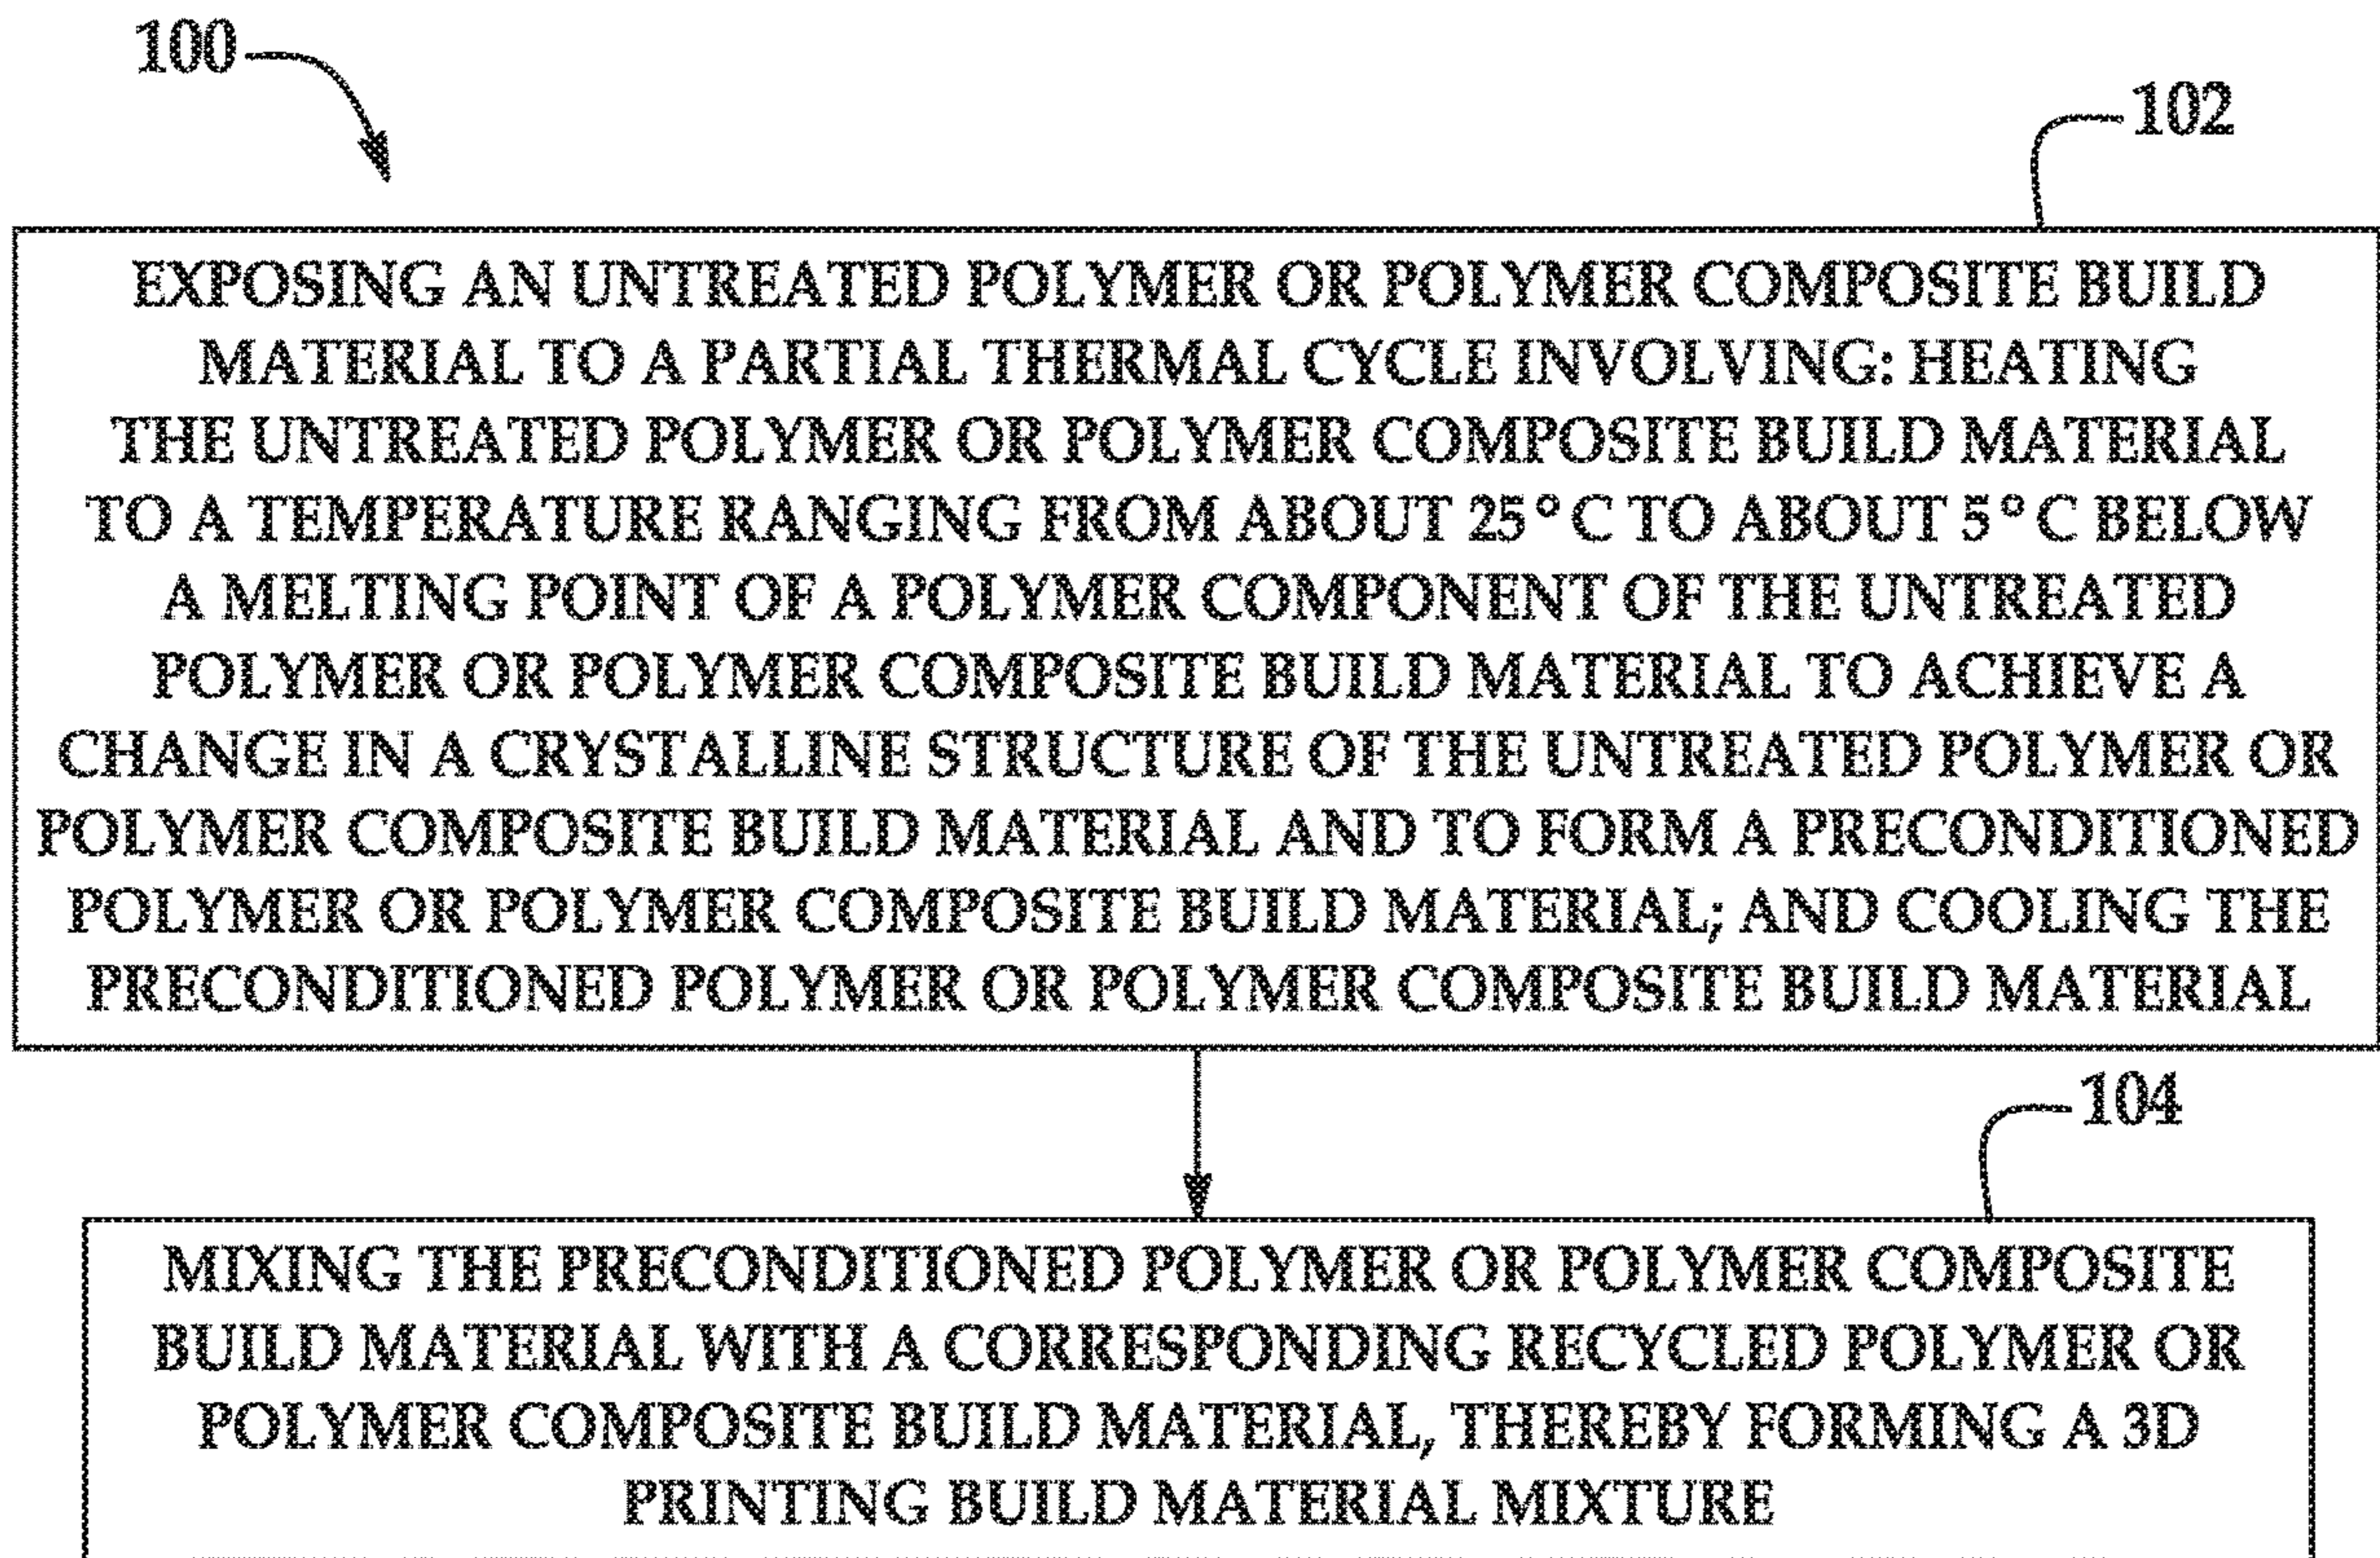 100
102
EXPOSING AN UNTREATED POLYMER OR POLYMER COMPOSITE BUILD
MATERIAL TO A PARTIAL THERMAL CYCLE INVOLVING: HEATING
THE UNTREATED POLYMER OR POLYMER COMPOSITE BUILD MATERIAL
TO A TEMPERATURE RANGING FROM ABOUT 25°C TO ABOUT 5°C BELOW
A MELTING POINT OF A POLYMER COMPONENT OF THE UNTREATED
POLYMER OR POLYMER COMPOSITE BUILD MATERIAL TO ACHIEVE A
CHANGE IN A CRYSTALLINE STRUCTURE OF THE UNTREATED POLYMER OR
POLYMER COMPOSITE BUILD MATERIAL AND TO FORM A PRECONDITIONED
POLYMER OR POLYMER COMPOSITE BUILD MATERIAL; AND COOLING THE
PRECONDITIONED POLYMER OR POLYMER COMPOSITE BUILD MATERIAL
104
MIXING THE PRECONDITIONED POLYMER OR POLYMER COMPOSITE
BUILD MATERIAL WITH A CORRESPONDING RECYCLED POLYMER OR
POLYMER COMPOSITE BUILD MATERIAL, THEREBY FORMING A 3D
PRINTING BUILD MATERIAL MIXTURE